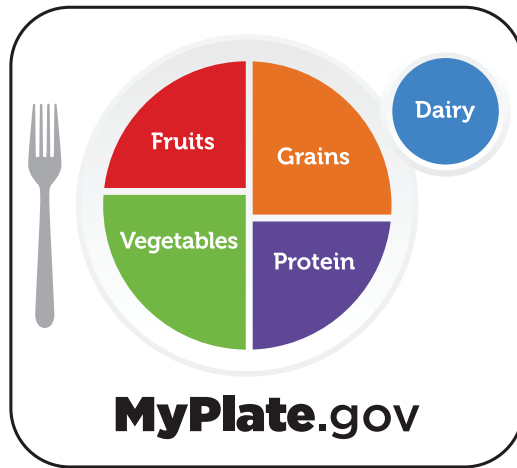 Fruits
Grains
Dairy
Vegetables
Protein
MyPlate.gov